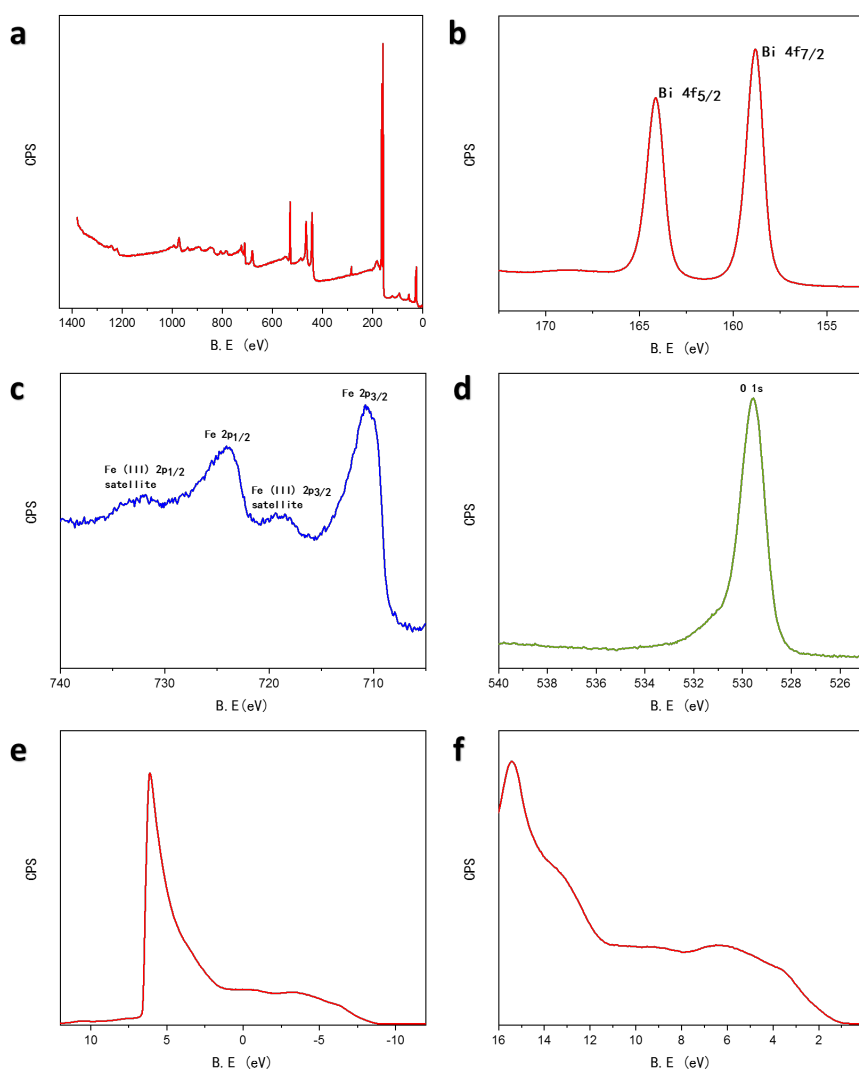 a
CPS
1400 1200 1000 800 600 400 200 0
B.E (eV)
b
Bi 4f5/2
Bi 4f7/2
CPS
170 165 160 155
B.E (eV)
c
Fe 2p3/2
Fe 2p1/2
Fe (III) 2p1/2
satellite
Fe (III) 2p3/2
satellite
CPS
740 730 720 710
B.E(eV)
d
O 1s
CPS
540 538 536 534 532 530 528 526
B.E (eV)
e
CPS
10 5 0 -5 -10
B.E (eV)
f
CPS
16 14 12 10 8 6 4 2
B.E (eV)